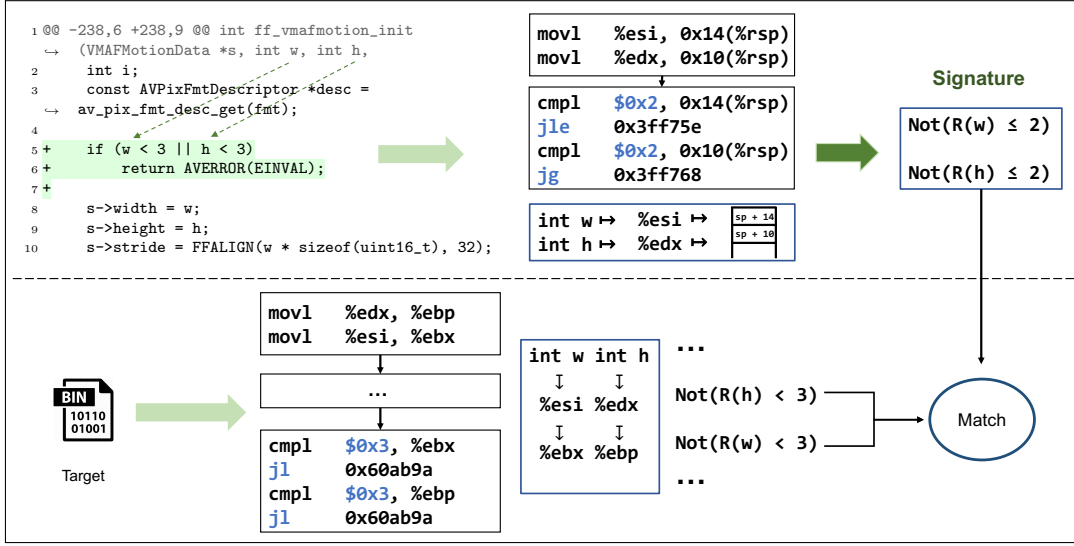 1 @@ -238,6 +238,9 @@ int ff_vmafmotion_init
↪ (VMAFMotionData *s, int w, int h,
2 int i;
3 const AVPixFmtDescriptor *desc =
↪ av_pix_fmt_desc_get(fmt);
4
5 + if (w < 3 || h < 3)
6 + return AVERROR(EINVAL);
7 +
8 s->width = w;
9 s->height = h;
10 s->stride = FFALIGN(w * sizeof(uint16_t), 32);
movl %esi, 0x14(%rsp)
movl %edx, 0x10(%rsp)
cmpl $0x2, 0x14(%rsp)
jle 0x3ff75e
cmpl $0x2, 0x10(%rsp)
jg 0x3ff768
int w ↦ %esi ↦ sp + 14
int h ↦ %edx ↦ sp + 10
Signature
Not(R(w) ≤ 2)
Not(R(h) ≤ 2)
BIN
10110
01001
Target
movl %edx, %ebp
movl %esi, %ebx
...
cmpl $0x3, %ebx
jl 0x60ab9a
cmpl $0x3, %ebp
jl 0x60ab9a
int w int h
↧ ↧
%esi %edx
↧ ↧
%ebx %ebp
...
Not(R(h) < 3)
Not(R(w) < 3)
...
Match